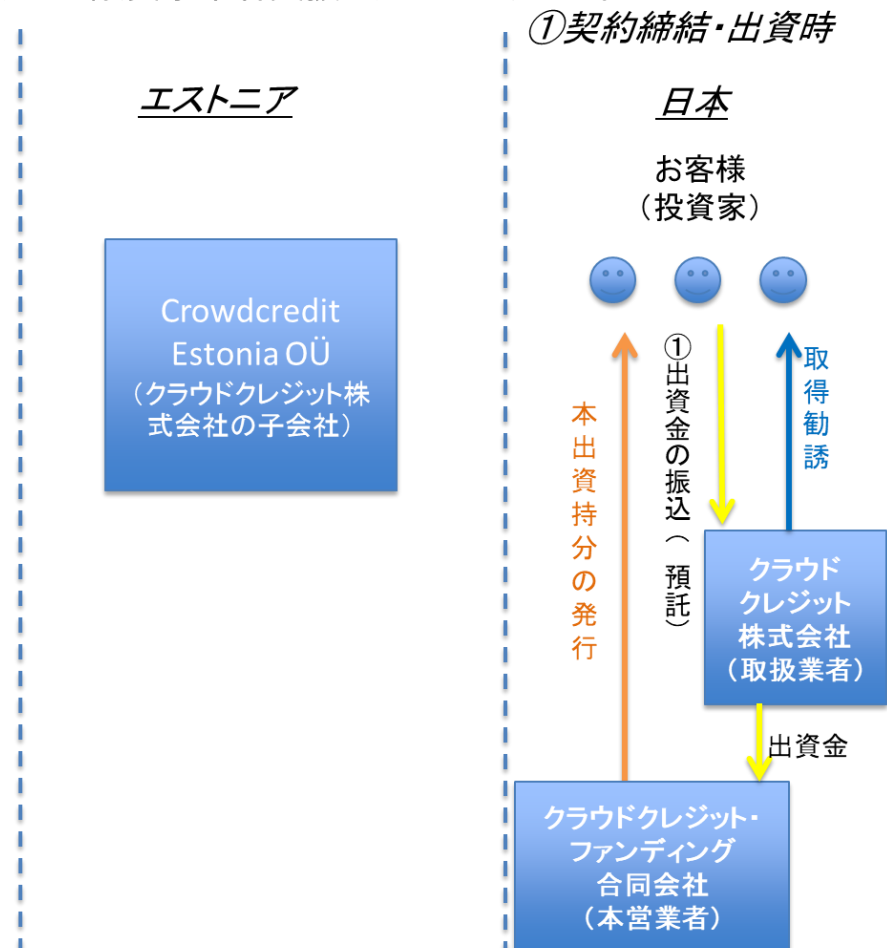 ①契約締結・出資時
エストニア
日本
お客様
（投資家）
Crowdcredit
Estonia OÜ
（クラウドクレジット株
式会社の子会社）
本出資持分の発行
①出資金の振込（預託）
取得勧誘
クラウド
クレジット
株式会社
（取扱業者）
出資金
クラウドクレジット・
ファンディング
合同会社
（本営業者）